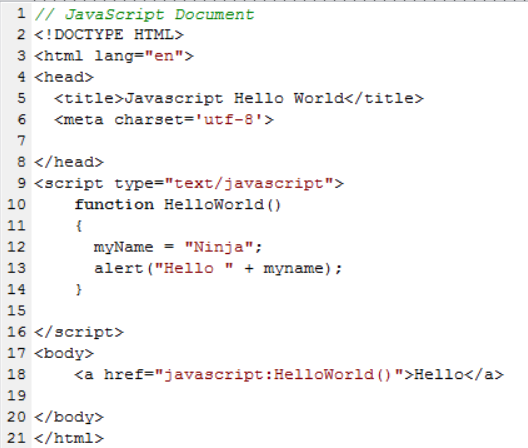 1 // JavaScript Document
2 <!DOCTYPE HTML>
3 <html lang="en">
4 <head>
5   <title>Javascript Hello World</title>
6   <meta charset='utf-8'>
7
8 </head>
9 <script type="text/javascript">
10     function HelloWorld()
11     {
12       myName = "Ninja";
13       alert("Hello " + myname);
14     }
15
16 </script>
17 <body>
18     <a href="javascript:HelloWorld()">Hello</a>
19
20 </body>
21 </html>